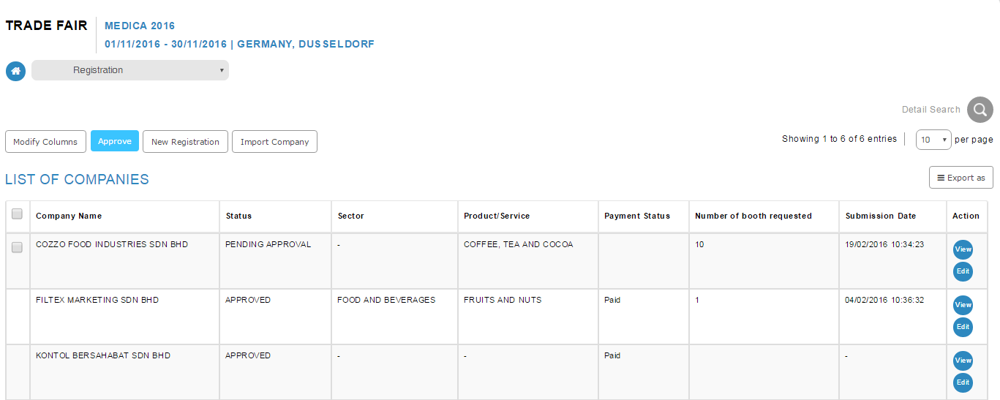 TRADE FAIR
MEDICA 2016
01/11/2016 - 30/11/2016 | GERMANY, DUSSELDORF
Registration
Detail Search
Modify Columns Approve New Registration Import Company
Showing 1 to 6 of 6 entries 10 per page
LIST OF COMPANIES
Export as
Company Name Status Sector Product/Service Payment Status Number of booth requested Submission Date Action
COZZO FOOD INDUSTRIES SDN BHD PENDING APPROVAL - COFFEE, TEA AND COCOA 10 19/02/2016 10:34:23 View
Edit
FILTEX MARKETING SDN BHD APPROVED FOOD AND BEVERAGES FRUITS AND NUTS Paid 1 04/02/2016 10:36:32 View
Edit
KONTOL BERSAHABAT SDN BHD APPROVED - - Paid - View
Edit